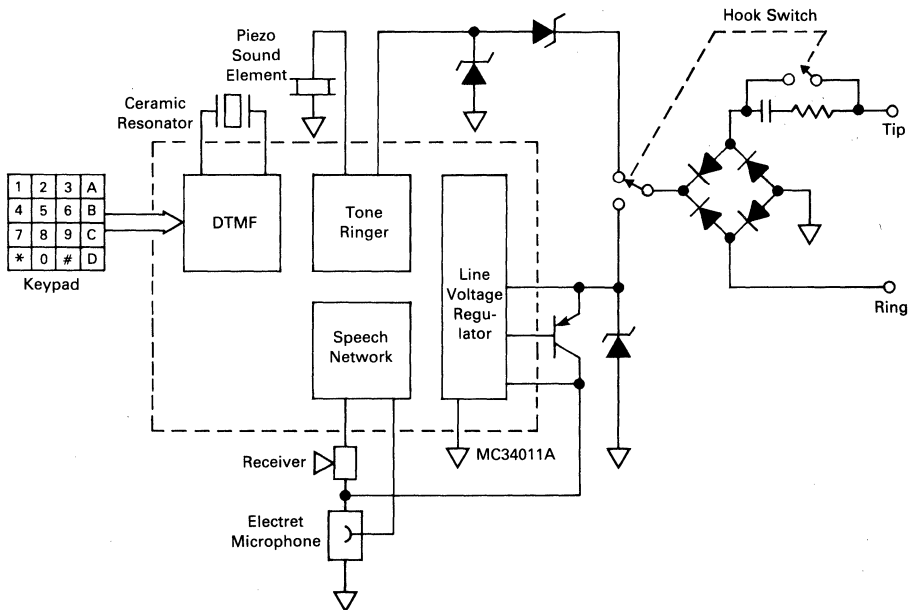 Piezo
Sound
Element
Hook Switch
Ceramic
Resonator
Tip
1 2 3 A
4 5 6 B
7 8 9 C
* 0 # D
Keypad
DTMF
Tone
Ringer
Line
Voltage
Regu-
lator
Ring
Speech
Network
MC34011A
Receiver
Electret
Microphone